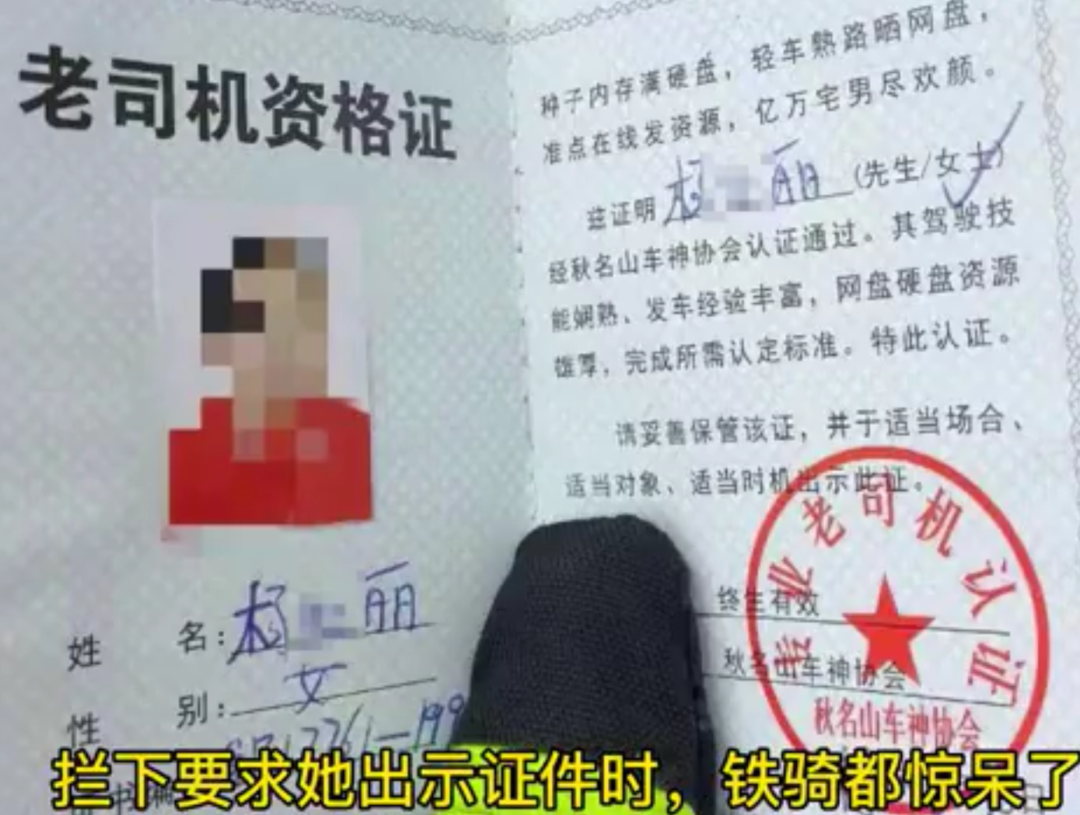 老司机资格证
姓 名：杨 丽
性 别：女
种子内存满硬盘，轻车熟路晒网盘，
准点在线发资源，亿万宅男尽欢颜。
兹证明 杨 丽 （先生/女士）
经秋名山车神协会认证通过。其驾驶技
能娴熟、发车经验丰富，网盘硬盘资源
雄厚，完成所需认定标准。特此认证。
请妥善保管该证，并于适当场合、
适当对象、适当时机出示此证。
终生有效
秋名山车神协会
业老司机认证
秋名山车神协会
拦下要求她出示证件时，铁骑都惊呆了